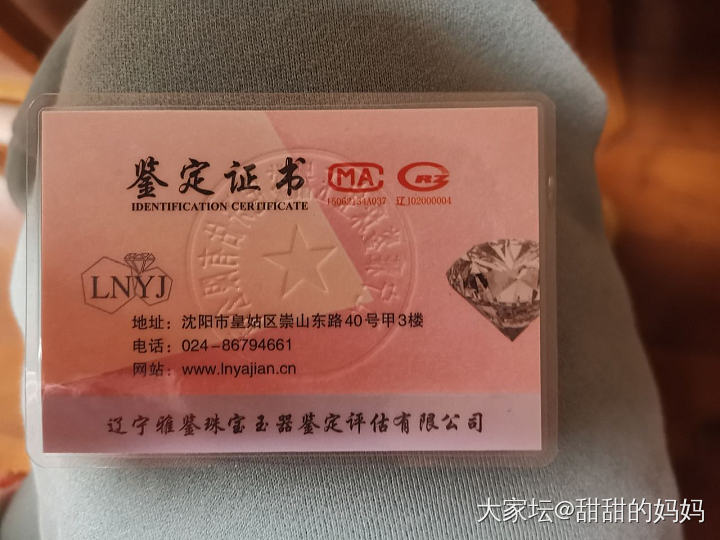 鉴定证书
IDENTIFICATION CERTIFICATE
MA
CRZ
辽J02000004
LNYJ
地址：沈阳市皇姑区崇山东路40号甲3楼
电话：024-86794661
网站：www.lnyajian.cn
辽宁雅鉴珠宝玉器鉴定评估有限公司
大家坛@甜甜的妈妈